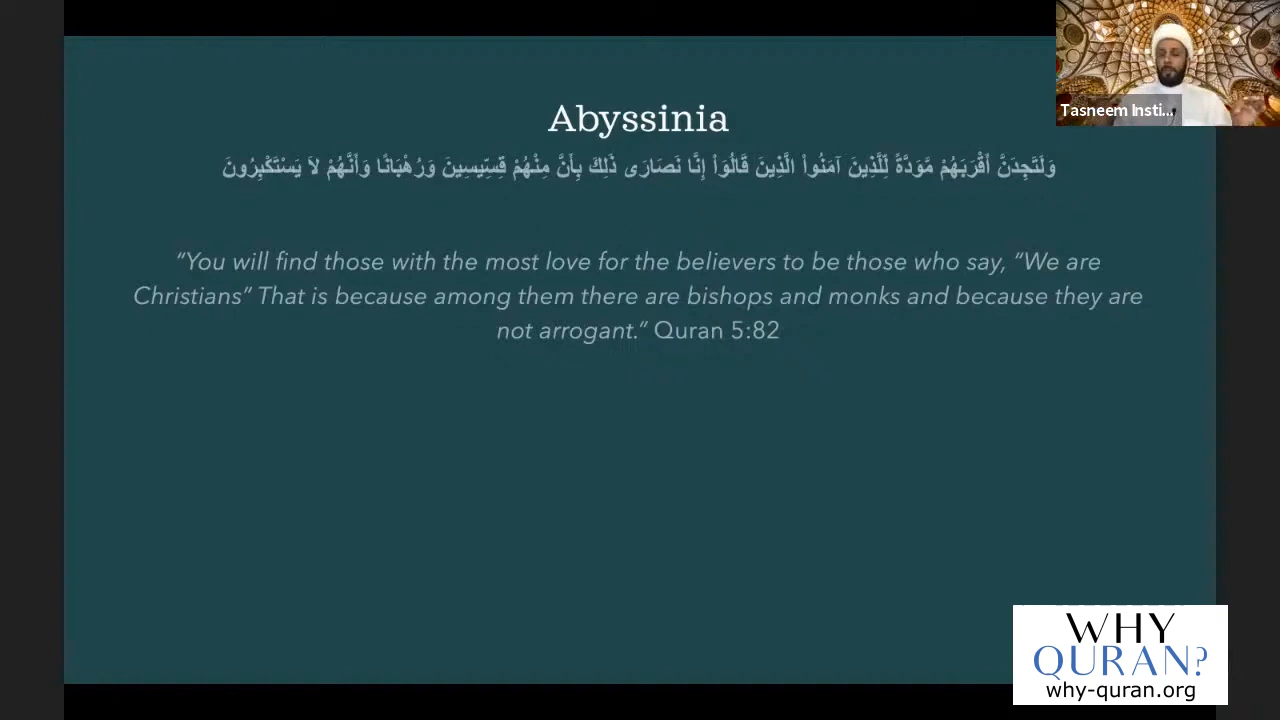 Tasneem Insti...
Abyssinia
وَلَتَجِدَنَّ أَقْرَبَهُمْ مَّوَدَّةً لِّلَّذِينَ آمَنُواْ الَّذِينَ قَالُوَاْ إِنَّا نَصَارَى ذَلِكَ بِأَنَّ مِنْهُمْ قِسِّيسِينَ وَرُهْبَانًا وَأَنَّهُمْ لاَ يَسْتَكْبِرُونَ
“You will find those with the most love for the believers to be those who say, “We are
Christians” That is because among them there are bishops and monks and because they are
not arrogant.” Quran 5:82
WHY
QURAN?
why-quran.org